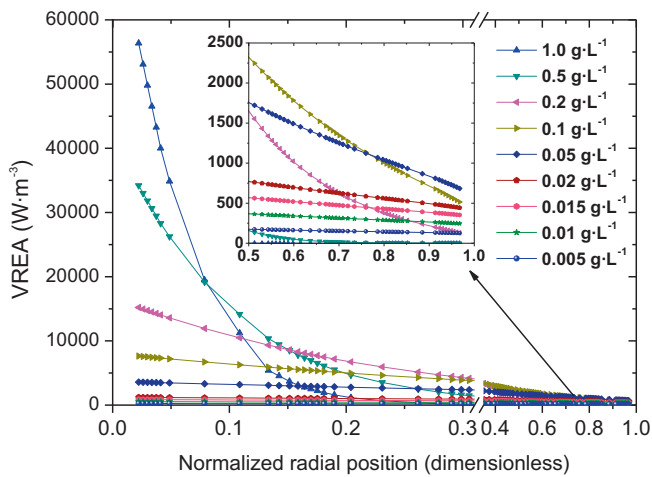 60000
50000
40000
30000
20000
10000
0
VREA (W·m⁻³)
0.0
0.1
0.2
0.3
0.4
0.6
0.8
1.0
Normalized radial position (dimensionless)
2500
2000
1500
1000
500
0
0.5
0.6
0.7
0.8
0.9
1.0
1.0 g·L⁻¹
0.5 g·L⁻¹
0.2 g·L⁻¹
0.1 g·L⁻¹
0.05 g·L⁻¹
0.02 g·L⁻¹
0.015 g·L⁻¹
0.01 g·L⁻¹
0.005 g·L⁻¹